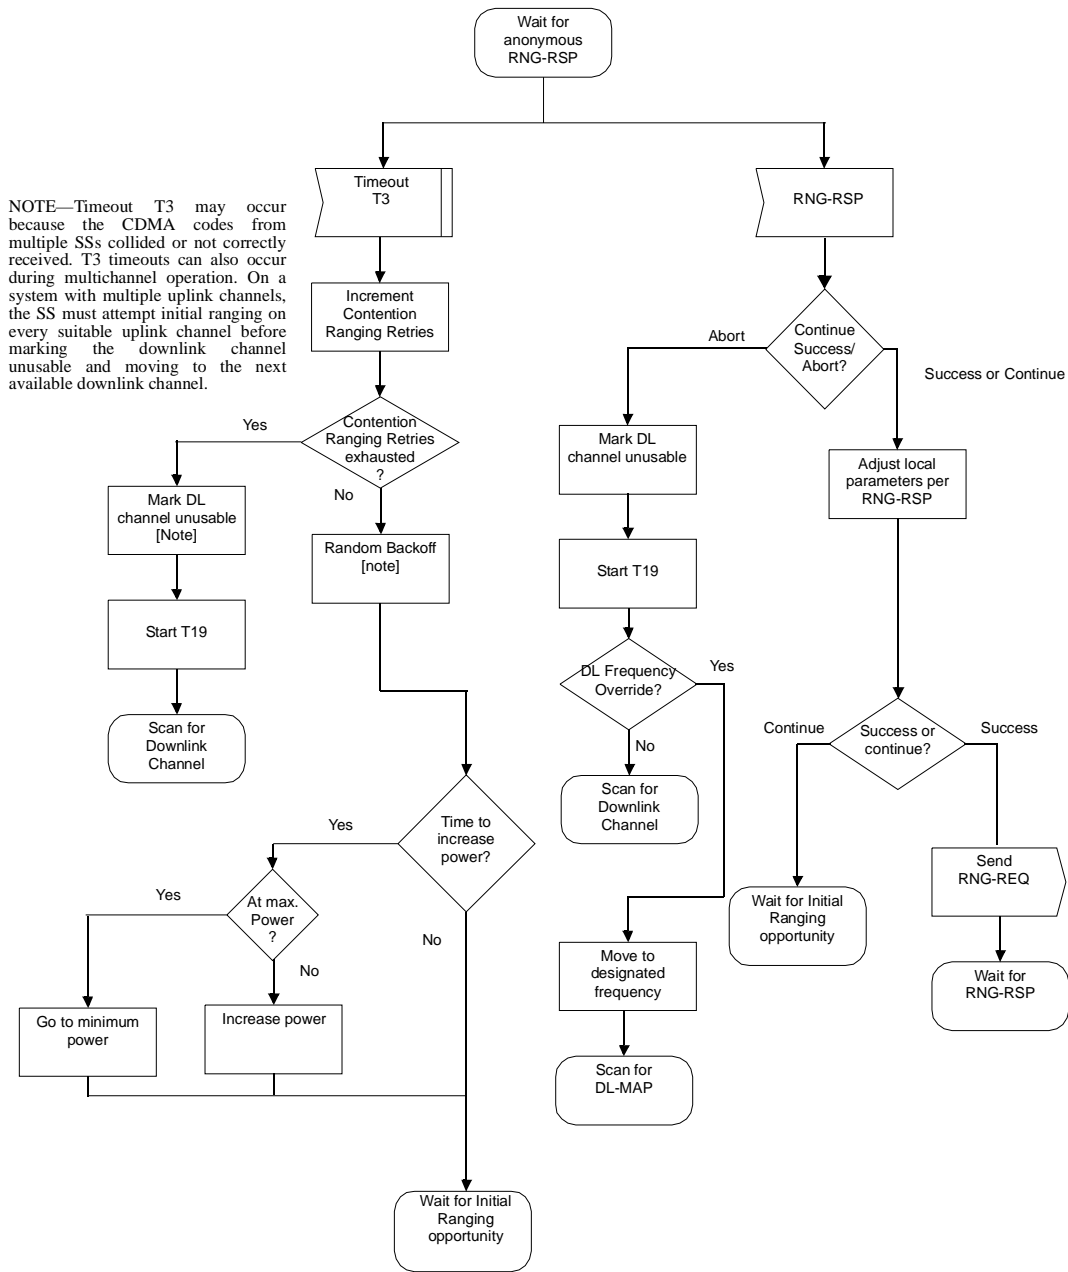 Wait for
anonymous
RNG-RSP
Timeout
T3
RNG-RSP
NOTE—Timeout T3 may occur
because the CDMA codes from
multiple SSs collided or not correctly
received. T3 timeouts can also occur
during multichannel operation. On a
system with multiple uplink channels,
the SS must attempt initial ranging on
every suitable uplink channel before
marking the downlink channel
unusable and moving to the next
available downlink channel.
Increment
Contention
Ranging Retries
Continue
Success/
Abort?
Abort
Success or Continue
Contention
Ranging Retries
exhausted
?
Yes
No
Mark DL
channel unusable
Adjust local
parameters per
RNG-RSP
Mark DL
channel unusable
[Note]
Random Backoff
[note]
Start T19
Start T19
DL Frequency
Override?
Yes
No
Scan for
Downlink
Channel
Continue
Success or
continue?
Success
Scan for
Downlink
Channel
Time to
increase
power?
Yes
No
Send
RNG-REQ
At max.
Power
?
Yes
No
Wait for Initial
Ranging
opportunity
Move to
designated
frequency
Wait for
RNG-RSP
Go to minimum
power
Increase power
Scan for
DL-MAP
Wait for Initial
Ranging
opportunity